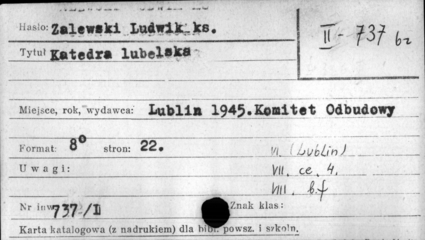 Hasło: Zalewski Ludwik ks.
II - 737 bz
Tytuł Katedra lubelska
Miejsce, rok, wydawca: Lublin 1945. Komitet Odbudowy
Format: 8° stron: 22.
VI. (Lublin)
Uwagi:
VII. ce. 4.
VIII. b.f
Nr inw. 737/II Znak klas:
Karta katalogowa (z nadrukiem) dla bibl. powsz. i szkoln.